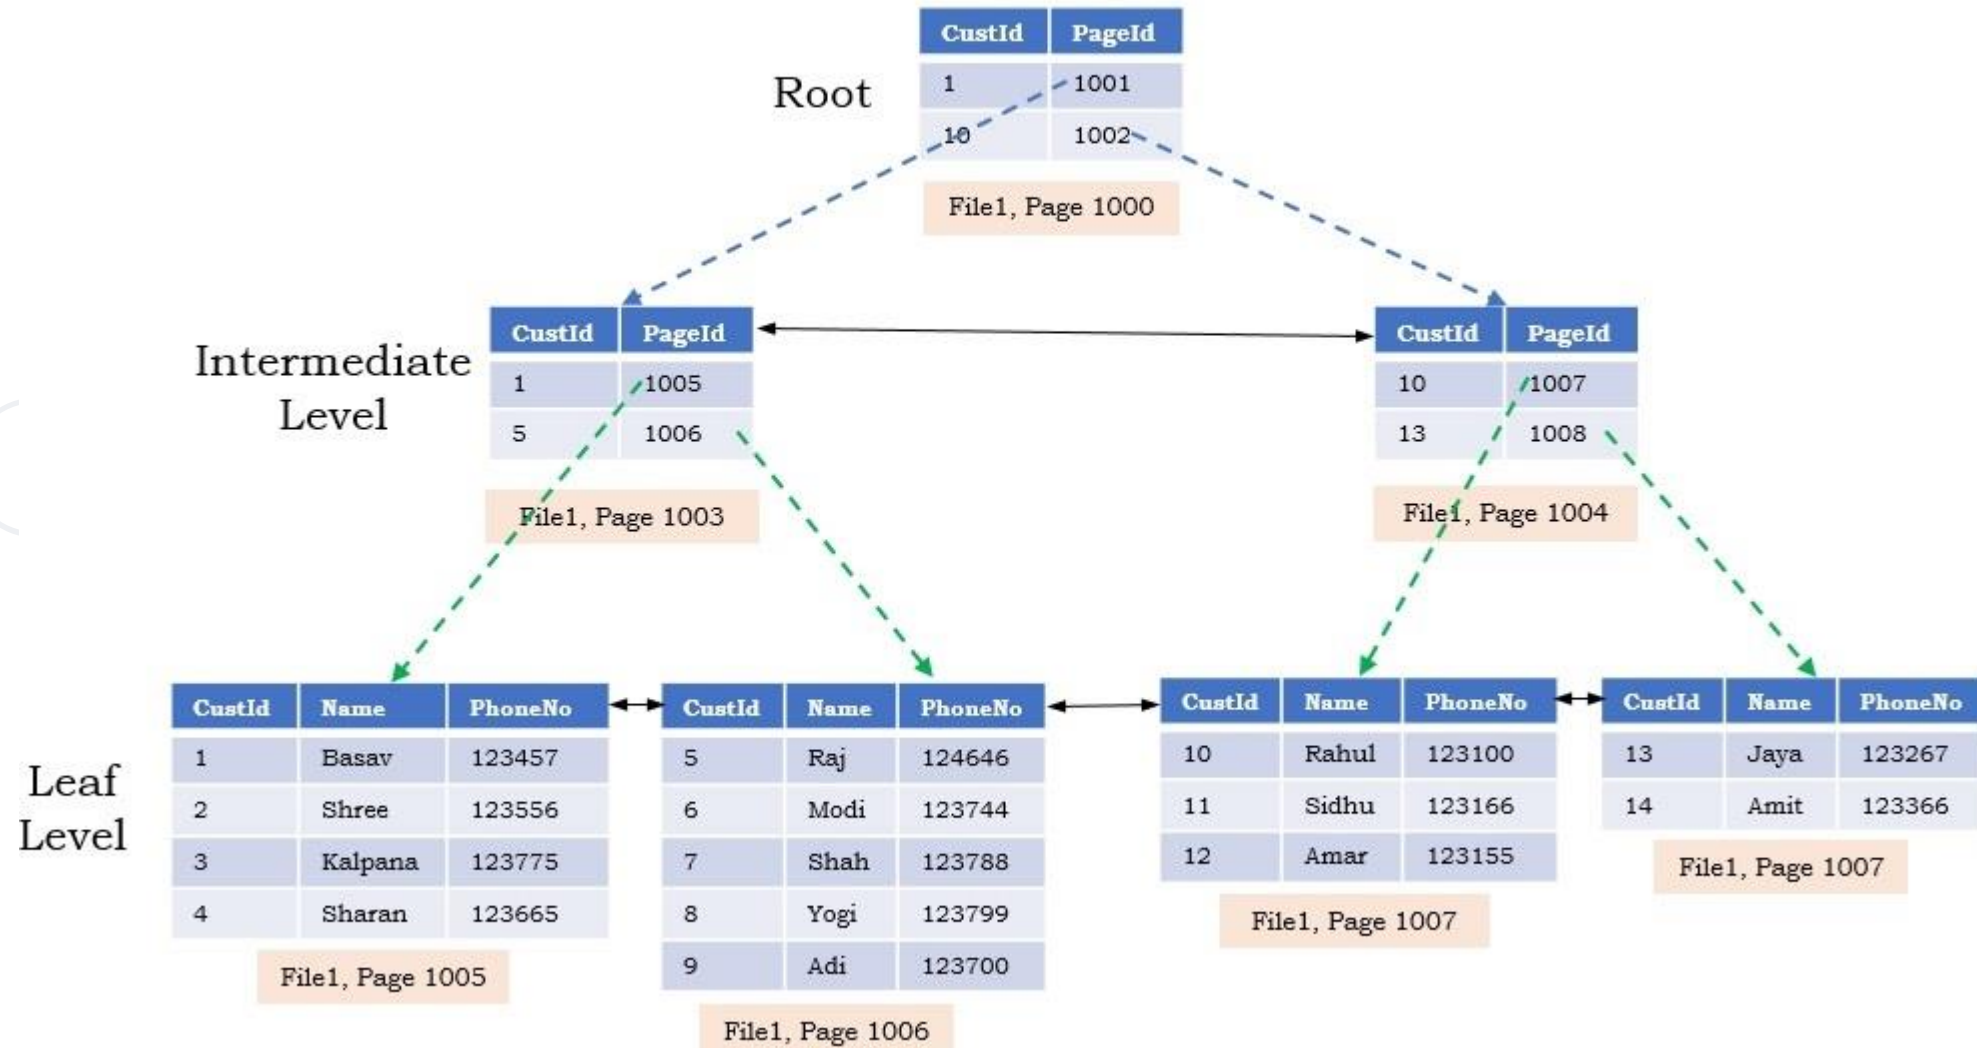 CustId PageId
Root
1 1001
10 1002
File1, Page 1000
Intermediate
Level
CustId PageId
1 1005
5 1006
File1, Page 1003
CustId PageId
10 1007
13 1008
File1, Page 1004
Leaf
Level
CustId Name PhoneNo
1 Basav 123457
2 Shree 123556
3 Kalpana 123775
4 Sharan 123665
File1, Page 1005
CustId Name PhoneNo
5 Raj 124646
6 Modi 123744
7 Shah 123788
8 Yogi 123799
9 Adi 123700
File1, Page 1006
CustId Name PhoneNo
10 Rahul 123100
11 Sidhu 123166
12 Amar 123155
File1, Page 1007
CustId Name PhoneNo
13 Jaya 123267
14 Amit 123366
File1, Page 1007